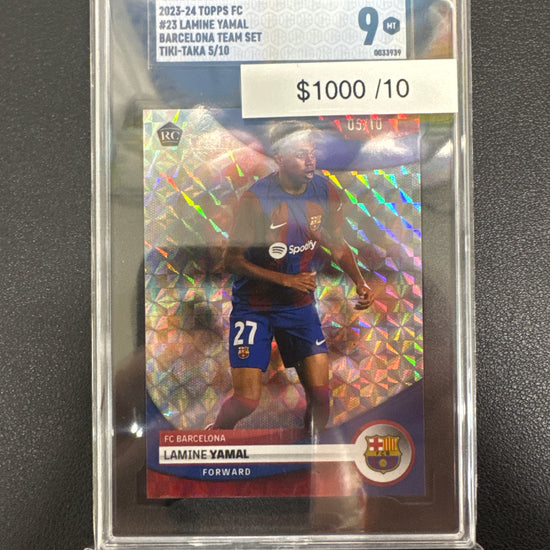 2023-24 TOPPS FC
#23 LAMINE YAMAL
BARCELONA TEAM SET
TIKI-TAKA 5/10
9
MT
0033939
$1000 /10
RC
05/10
Spotify
27
FC BARCELONA
LAMINE YAMAL
FCB
FORWARD